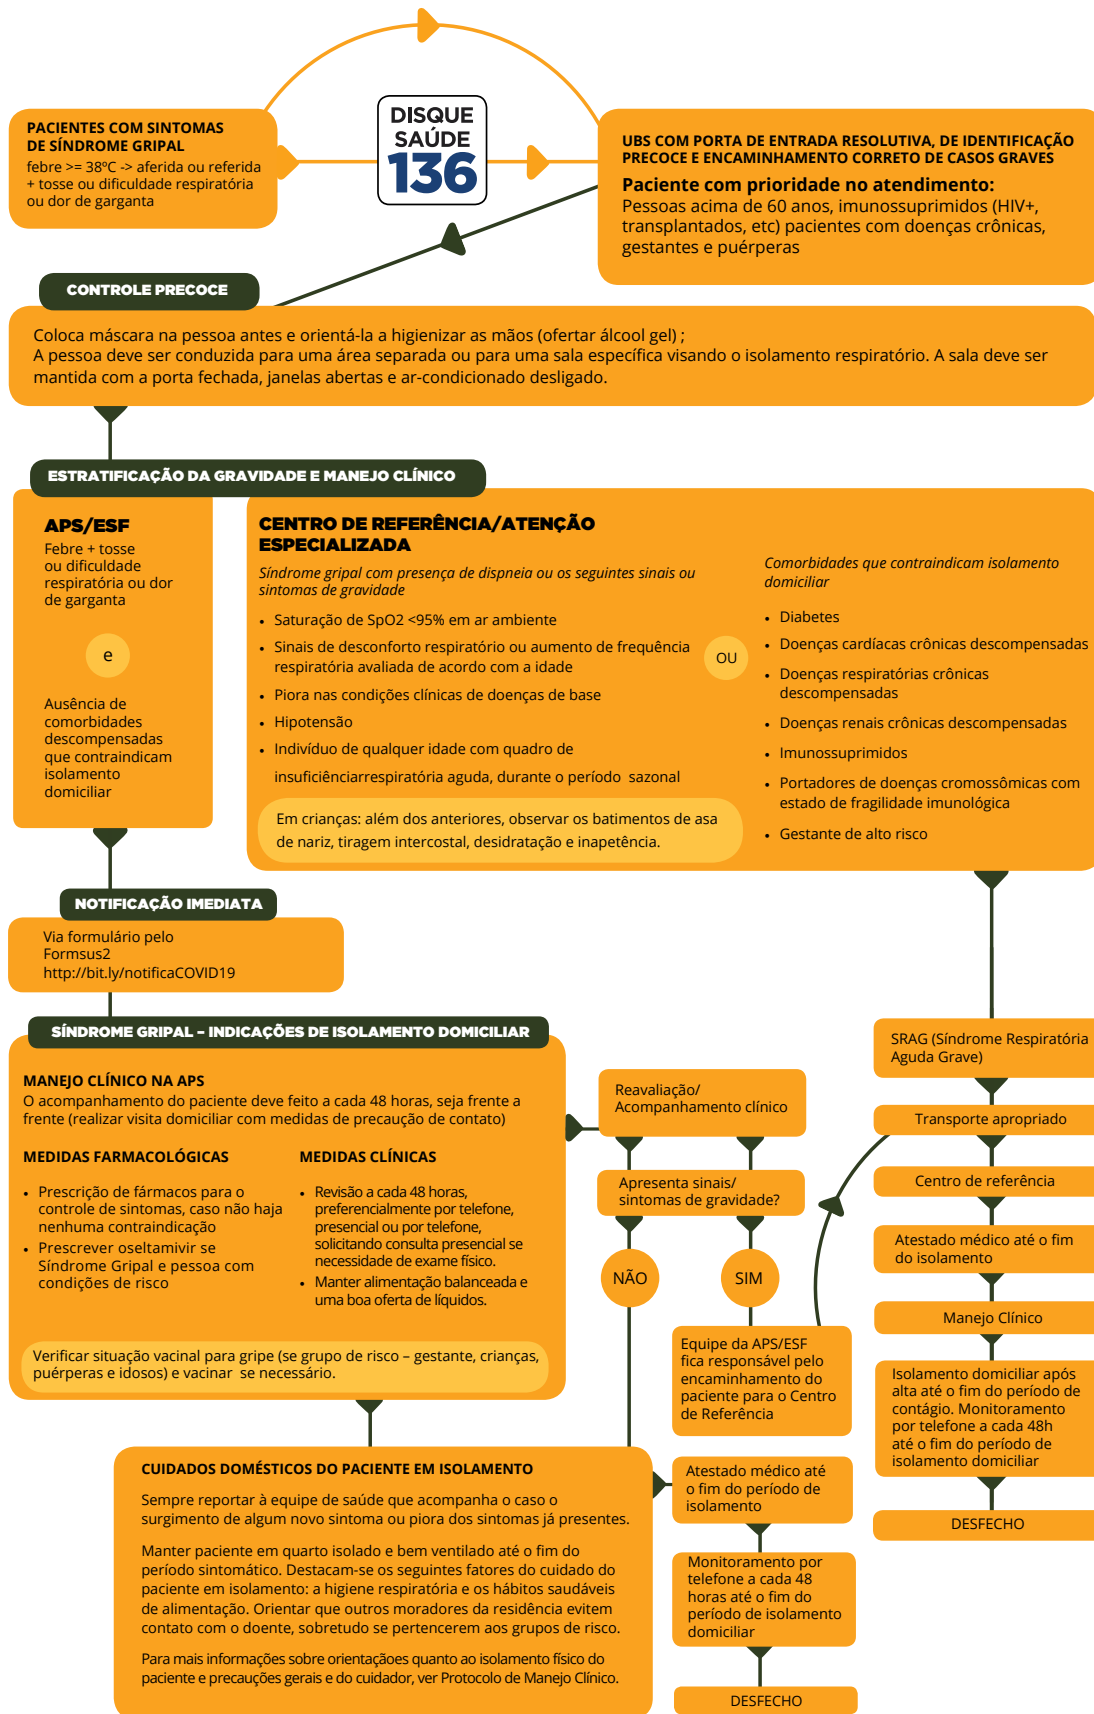 PACIENTES COM SINTOMAS
DE SÍNDROME GRIPAL
febre >= 38ºC -> aferida ou referida
+ tosse ou dificuldade respiratória
ou dor de garganta
DISQUE
SAÚDE
136
UBS COM PORTA DE ENTRADA RESOLUTIVA, DE IDENTIFICAÇÃO
PRECOCE E ENCAMINHAMENTO CORRETO DE CASOS GRAVES
Paciente com prioridade no atendimento:
Pessoas acima de 60 anos, imunossuprimidos (HIV+,
transplantados, etc) pacientes com doenças crônicas,
gestantes e puérperas
CONTROLE PRECOCE
Coloca máscara na pessoa antes e orientá-la a higienizar as mãos (ofertar álcool gel) ;
A pessoa deve ser conduzida para uma área separada ou para uma sala específica visando o isolamento respiratório. A sala deve ser
mantida com a porta fechada, janelas abertas e ar-condicionado desligado.
ESTRATIFICAÇÃO DA GRAVIDADE E MANEJO CLÍNICO
APS/ESF
Febre + tosse
ou dificuldade
respiratória ou dor
de garganta
e
Ausência de
comorbidades
descompensadas
que contraindicam
isolamento
domiciliar
CENTRO DE REFERÊNCIA/ATENÇÃO
ESPECIALIZADA
Síndrome gripal com presença de dispneia ou os seguintes sinais ou
sintomas de gravidade
• Saturação de SpO2 <95% em ar ambiente
• Sinais de desconforto respiratório ou aumento de frequência
respiratória avaliada de acordo com a idade
• Piora nas condições clínicas de doenças de base
• Hipotensão
• Indivíduo de qualquer idade com quadro de
insuficiênciarrespiratória aguda, durante o período sazonal
Em crianças: além dos anteriores, observar os batimentos de asa
de nariz, tiragem intercostal, desidratação e inapetência.
OU
Comorbidades que contraindicam isolamento
domiciliar
• Diabetes
• Doenças cardíacas crônicas descompensadas
• Doenças respiratórias crônicas
descompensadas
• Doenças renais crônicas descompensadas
• Imunossuprimidos
• Portadores de doenças cromossômicas com
estado de fragilidade imunológica
• Gestante de alto risco
NOTIFICAÇÃO IMEDIATA
Via formulário pelo
Formsus2
http://bit.ly/notificaCOVID19
SÍNDROME GRIPAL – INDICAÇÕES DE ISOLAMENTO DOMICILIAR
MANEJO CLÍNICO NA APS
O acompanhamento do paciente deve feito a cada 48 horas, seja frente a
frente (realizar visita domiciliar com medidas de precaução de contato)
MEDIDAS FARMACOLÓGICAS
• Prescrição de fármacos para o
controle de sintomas, caso não haja
nenhuma contraindicação
• Prescrever oseltamivir se
Síndrome Gripal e pessoa com
condições de risco
MEDIDAS CLÍNICAS
• Revisão a cada 48 horas,
preferencialmente por telefone,
presencial ou por telefone,
solicitando consulta presencial se
necessidade de exame físico.
• Manter alimentação balanceada e
uma boa oferta de líquidos.
Verificar situação vacinal para gripe (se grupo de risco – gestante, crianças,
puérperas e idosos) e vacinar se necessário.
Reavaliação/
Acompanhamento clínico
Apresenta sinais/
sintomas de gravidade?
NÃO
SIM
Equipe da APS/ESF
fica responsável pelo
encaminhamento do
paciente para o Centro
de Referência
SRAG (Síndrome Respiratória
Aguda Grave)
Transporte apropriado
Centro de referência
Atestado médico até o fim
do isolamento
Manejo Clínico
Isolamento domiciliar após
alta até o fim do período de
contágio. Monitoramento
por telefone a cada 48h
até o fim do período de
isolamento domiciliar
DESFECHO
CUIDADOS DOMÉSTICOS DO PACIENTE EM ISOLAMENTO
Sempre reportar à equipe de saúde que acompanha o caso o
surgimento de algum novo sintoma ou piora dos sintomas já presentes.
Manter paciente em quarto isolado e bem ventilado até o fim do
período sintomático. Destacam-se os seguintes fatores do cuidado do
paciente em isolamento: a higiene respiratória e os hábitos saudáveis
de alimentação. Orientar que outros moradores da residência evitem
contato com o doente, sobretudo se pertencerem aos grupos de risco.
Para mais informações sobre orientaçãoes quanto ao isolamento físico do
paciente e precauções gerais e do cuidador, ver Protocolo de Manejo Clínico.
Atestado médico até
o fim do período de
isolamento
Monitoramento por
telefone a cada 48
horas até o fim do
período de isolamento
domiciliar
DESFECHO